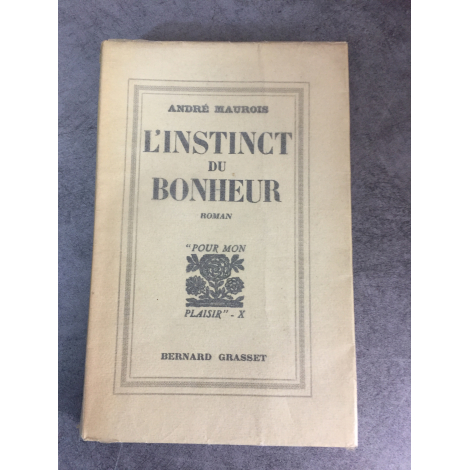 ANDRÉ MAUROIS
L'INSTINCT
DU
BONHEUR
ROMAN
"POUR MON
PLAISIR" - X
BERNARD GRASSET